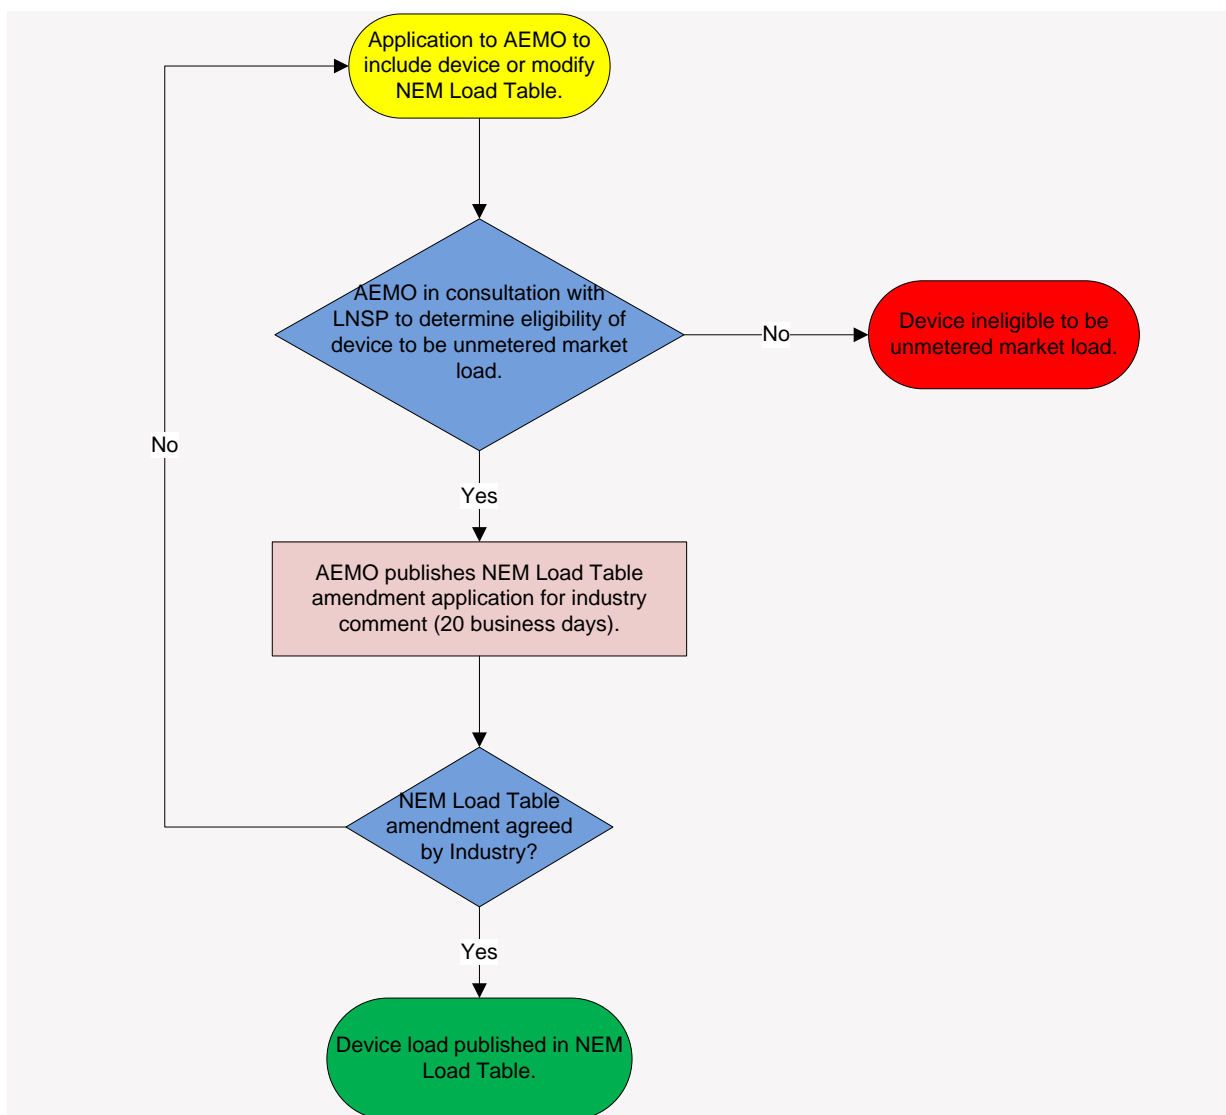 Application to AEMO to
include device or modify
NEM Load Table.
AEMO in consultation with
LNSP to determine eligibility of
device to be unmetered market
load.
No
Device ineligible to be
unmetered market load.
No
Yes
AEMO publishes NEM Load Table
amendment application for industry
comment (20 business days).
NEM Load Table
amendment agreed
by Industry?
Yes
Device load published in NEM
Load Table.